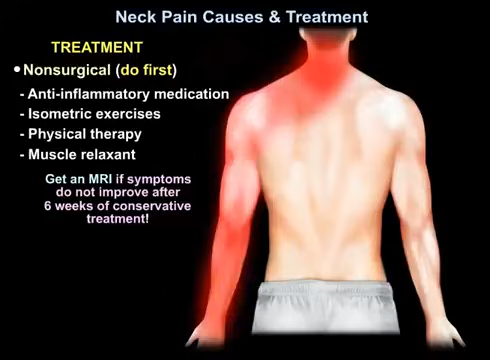 Neck Pain Causes & Treatment
TREATMENT
• Nonsurgical (do first)
- Anti-inflammatory medication
- Isometric exercises
- Physical therapy
- Muscle relaxant
Get an MRI if symptoms
do not improve after
6 weeks of conservative
treatment!